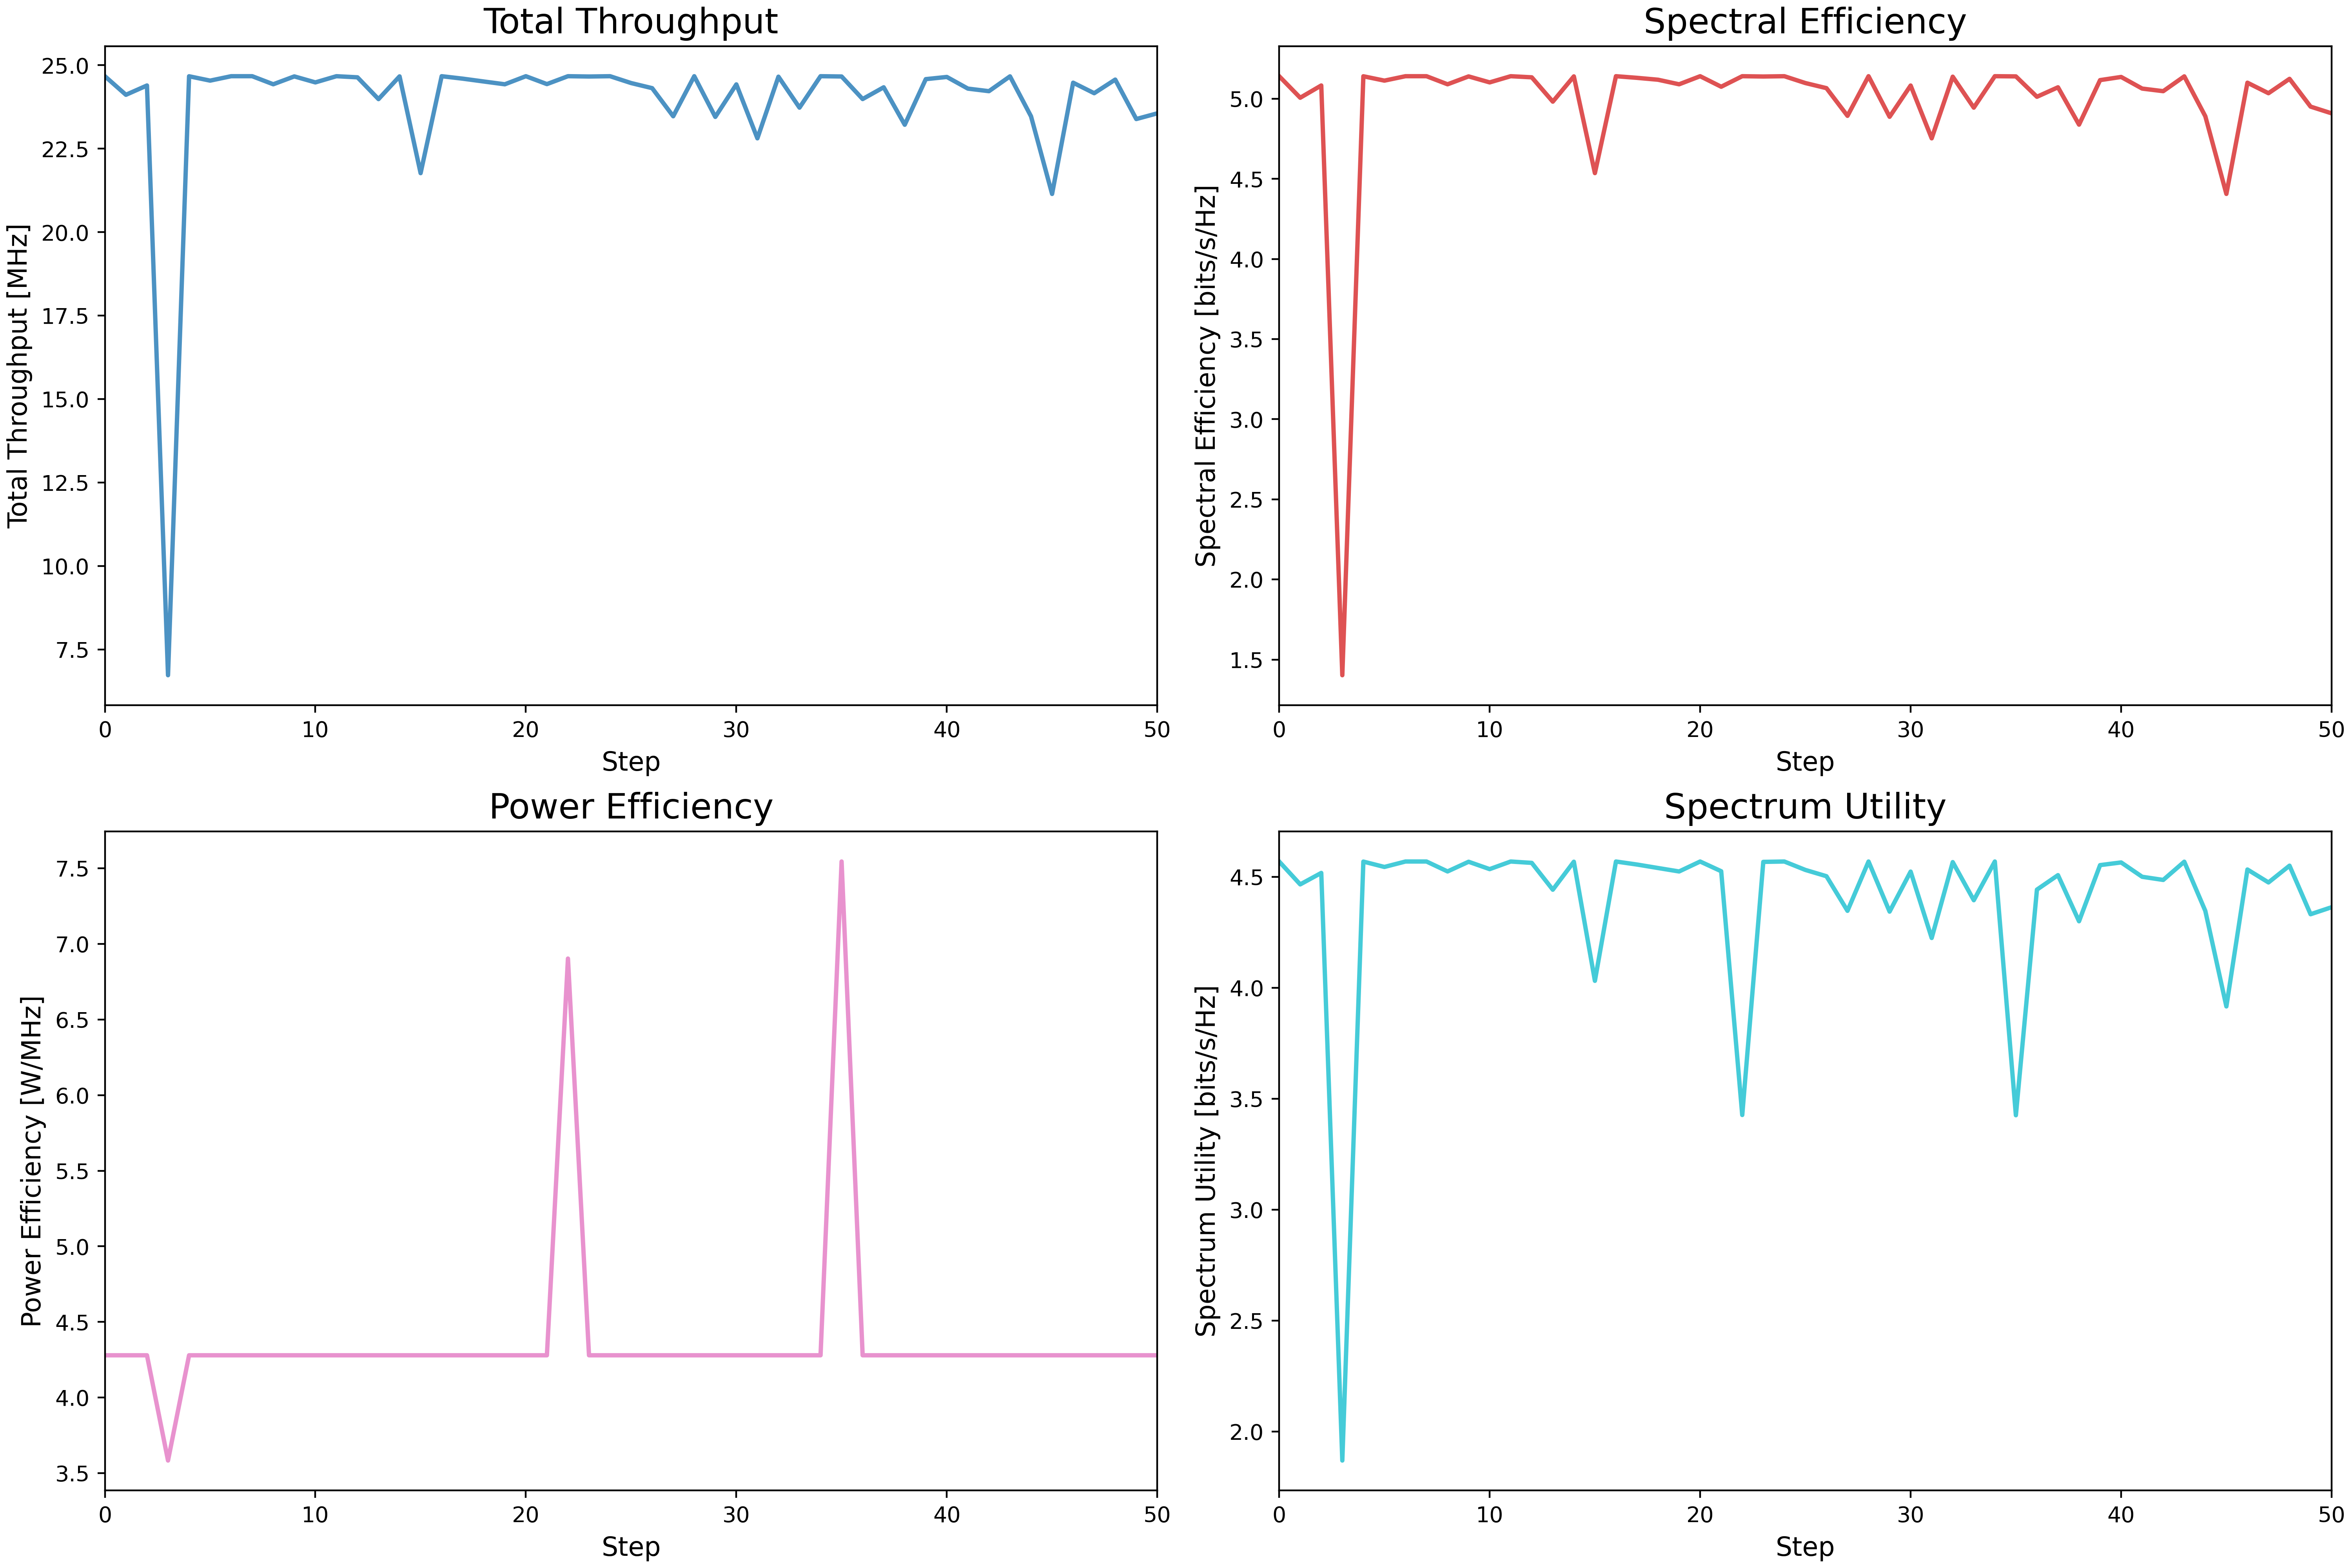 Total Throughput
Total Throughput [MHz]
25.0
22.5
20.0
17.5
15.0
12.5
10.0
7.5
0 10 20 30 40 50
Step
Spectral Efficiency
Spectral Efficiency [bits/s/Hz]
5.0
4.5
4.0
3.5
3.0
2.5
2.0
1.5
0 10 20 30 40 50
Step
Power Efficiency
Power Efficiency [W/MHz]
7.5
7.0
6.5
6.0
5.5
5.0
4.5
4.0
3.5
0 10 20 30 40 50
Step
Spectrum Utility
Spectrum Utility [bits/s/Hz]
4.5
4.0
3.5
3.0
2.5
2.0
0 10 20 30 40 50
Step